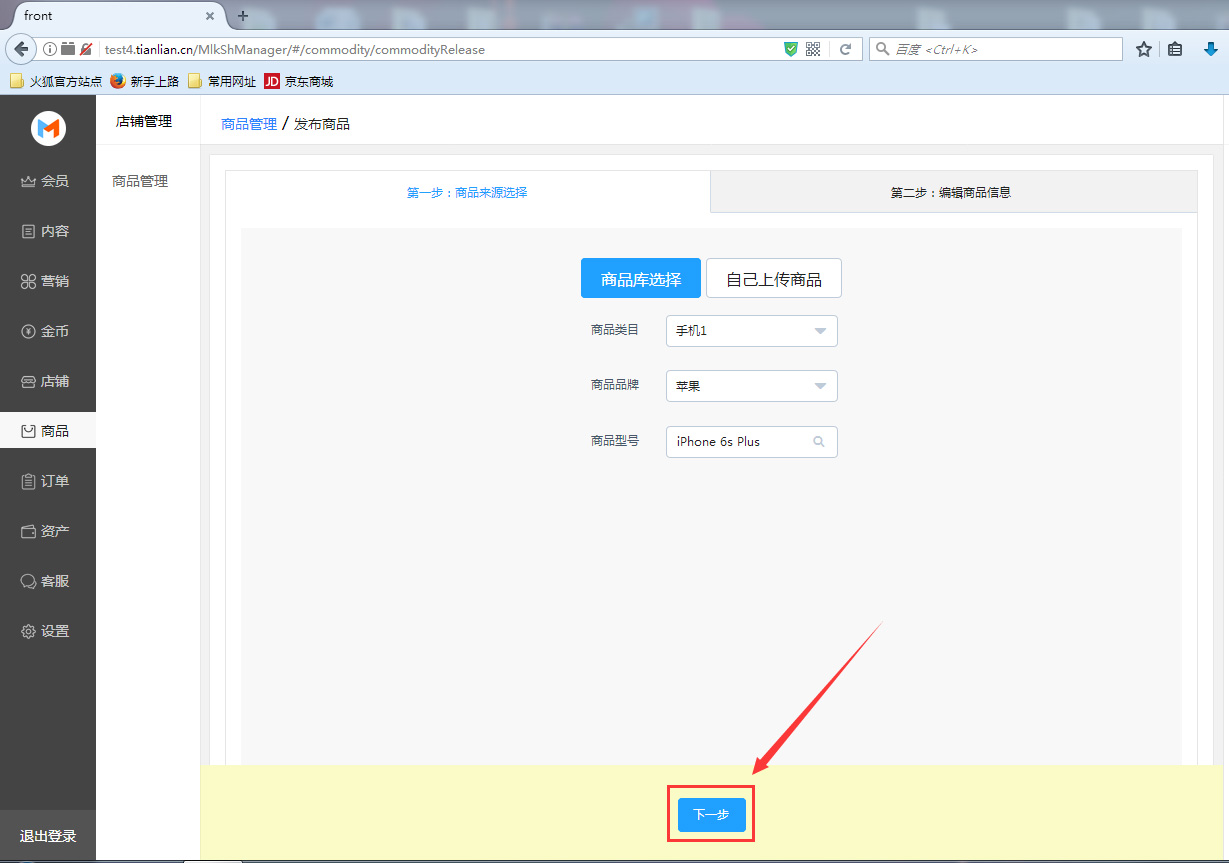 front
test4.tianlian.cn/MlkShManager/#/commodity/commodityRelease
百度 <Ctrl+K>
火狐官方站点
新手上路
常用网址
JD 京东商城
店铺管理
商品管理 / 发布商品
会员
商品管理
内容
营销
金币
店铺
商品
订单
资产
客服
设置
退出登录
第一步：商品来源选择
第二步：编辑商品信息
商品库选择
自己上传商品
商品类目 手机1
商品品牌 苹果
商品型号 iPhone 6s Plus
下一步